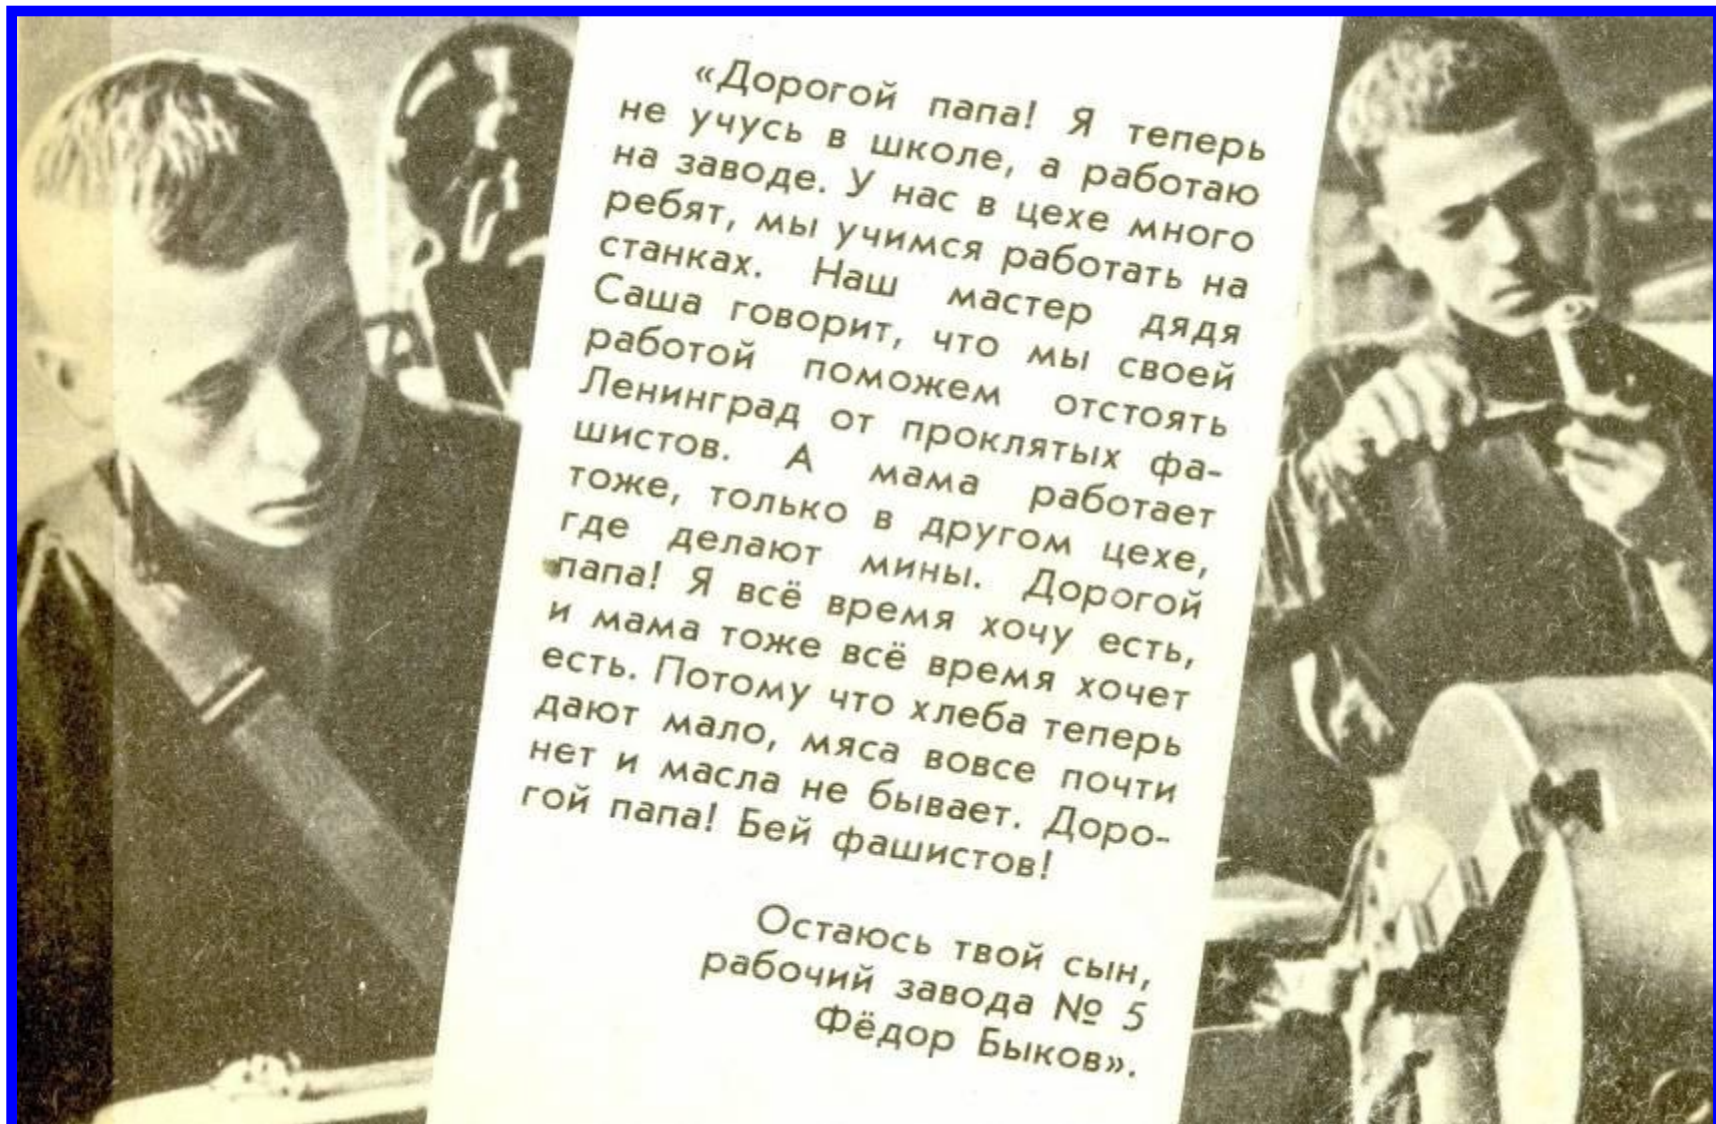 «Дорогой папа! Я теперь
не учусь в школе, а работаю
на заводе. У нас в цехе много
ребят, мы учимся работать на
станках. Наш мастер дядя
Саша говорит, что мы своей
работой поможем отстоять
Ленинград от проклятых фа-
шистов. А мама работает
тоже, только в другом цехе,
где делают мины. Дорогой
папа! Я всё время хочу есть,
и мама тоже всё время хочет
есть. Потому что хлеба теперь
дают мало, мяса вовсе почти
нет и масла не бывает. Доро-
гой папа! Бей фашистов!
Остаюсь твой сын,
рабочий завода № 5
Фёдор Быков».